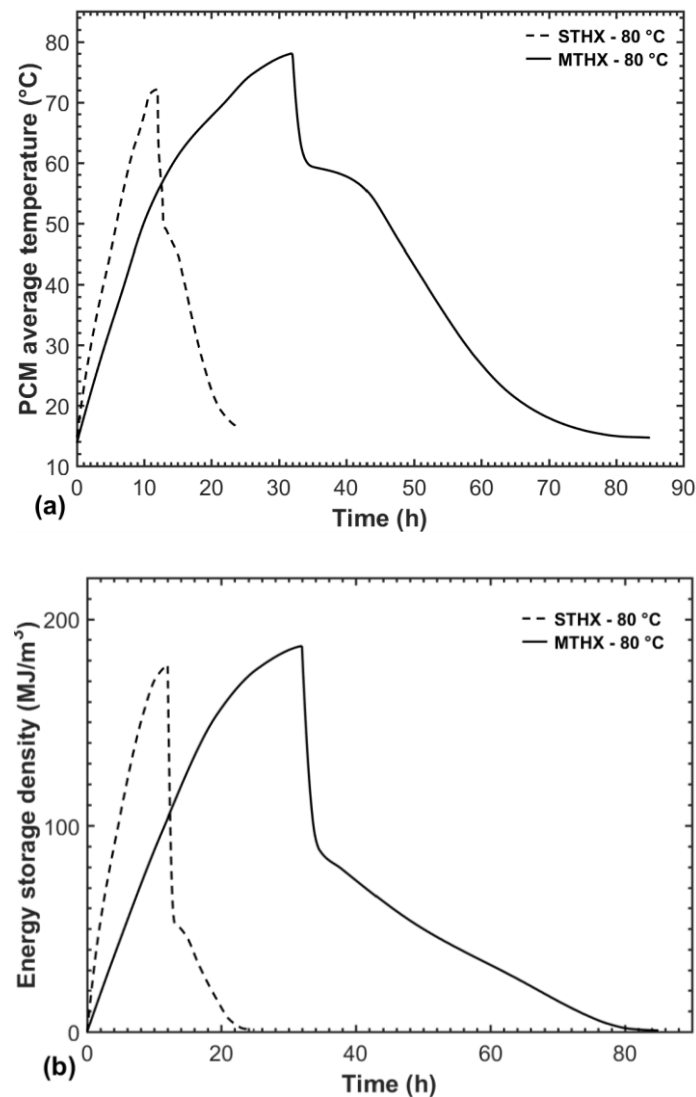 80
70
60
50
40
30
20
10
PCM average temperature (°C)
STHX - 80 °C
MTHX - 80 °C
0 10 20 30 40 50 60 70 80 90
(a)
Time (h)
200
100
0
Energy storage density (MJ/m³)
STHX - 80 °C
MTHX - 80 °C
0 20 40 60 80
(b)
Time (h)